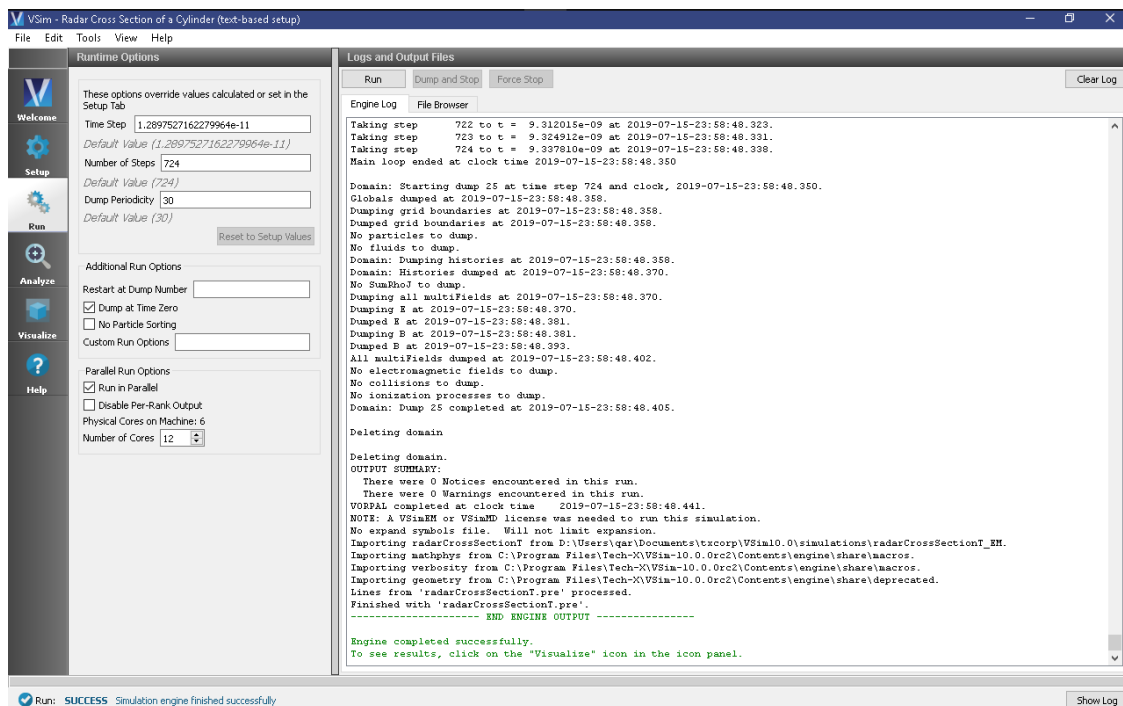 VSim - Radar Cross Section of a Cylinder (text-based setup)
File Edit Tools View Help
Welcome
Setup
Run
Analyze
Visualize
Help
Runtime Options
These options override values calculated or set in the
Setup Tab
Time Step 1.2897527162279964e-11
Default Value (1.2897527162279964e-11)
Number of Steps 724
Default Value (724)
Dump Periodicity 30
Default Value (30)
Reset to Setup Values
Additional Run Options
Restart at Dump Number
Dump at Time Zero
No Particle Sorting
Custom Run Options
Parallel Run Options
Run in Parallel
Disable Per-Rank Output
Physical Cores on Machine: 6
Number of Cores 12
Logs and Output Files
Run Dump and Stop Force Stop Clear Log
Engine Log File Browser
Taking step 722 to t = 9.312015e-09 at 2019-07-15-23:58:48.323.
Taking step 723 to t = 9.324912e-09 at 2019-07-15-23:58:48.331.
Taking step 724 to t = 9.337810e-09 at 2019-07-15-23:58:48.338.
Main loop ended at clock time 2019-07-15-23:58:48.350
Domain: Starting dump 25 at time step 724 and clock, 2019-07-15-23:58:48.350.
Globals dumped at 2019-07-15-23:58:48.358.
Dumping grid boundaries at 2019-07-15-23:58:48.358.
Dumped grid boundaries at 2019-07-15-23:58:48.358.
No particles to dump.
No fluids to dump.
Domain: Dumping histories at 2019-07-15-23:58:48.358.
Domain: Histories dumped at 2019-07-15-23:58:48.370.
No SumRhoJ to dump.
Dumping all multiFields at 2019-07-15-23:58:48.370.
Dumping E at 2019-07-15-23:58:48.370.
Dumped E at 2019-07-15-23:58:48.381.
Dumping B at 2019-07-15-23:58:48.381.
Dumped B at 2019-07-15-23:58:48.393.
All multiFields dumped at 2019-07-15-23:58:48.402.
No electromagnetic fields to dump.
No collisions to dump.
No ionization processes to dump.
Domain: Dump 25 completed at 2019-07-15-23:58:48.405.
Deleting domain
Deleting domain.
OUTPUT SUMMARY:
There were 0 Notices encountered in this run.
There were 0 Warnings encountered in this run.
VORPAL completed at clock time 2019-07-15-23:58:48.441.
NOTE: A VSimEM or VSimMD license was needed to run this simulation.
No expand symbols file. Will not limit expansion.
Importing radarCrossSectionT from D:\Users\qar\Documents\txcorp\VSim10.0\simulations\radarCrossSectionT_EM.
Importing mathphys from C:\Program Files\Tech-X\VSim-10.0.0rc2\Contents\engine\share\macros.
Importing verbosity from C:\Program Files\Tech-X\VSim-10.0.0rc2\Contents\engine\share\macros.
Importing geometry from C:\Program Files\Tech-X\VSim-10.0.0rc2\Contents\engine\share\deprecated.
Lines from 'radarCrossSectionT.pre' processed.
Finished with 'radarCrossSectionT.pre'.
--------------------- END ENGINE OUTPUT ----------------
Engine completed successfully.
To see results, click on the "Visualize" icon in the icon panel.
Run: SUCCESS Simulation engine finished successfully
Show Log